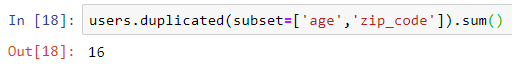 In [18]: users.duplicated(subset=['age','zip_code']).sum()
Out[18]: 16